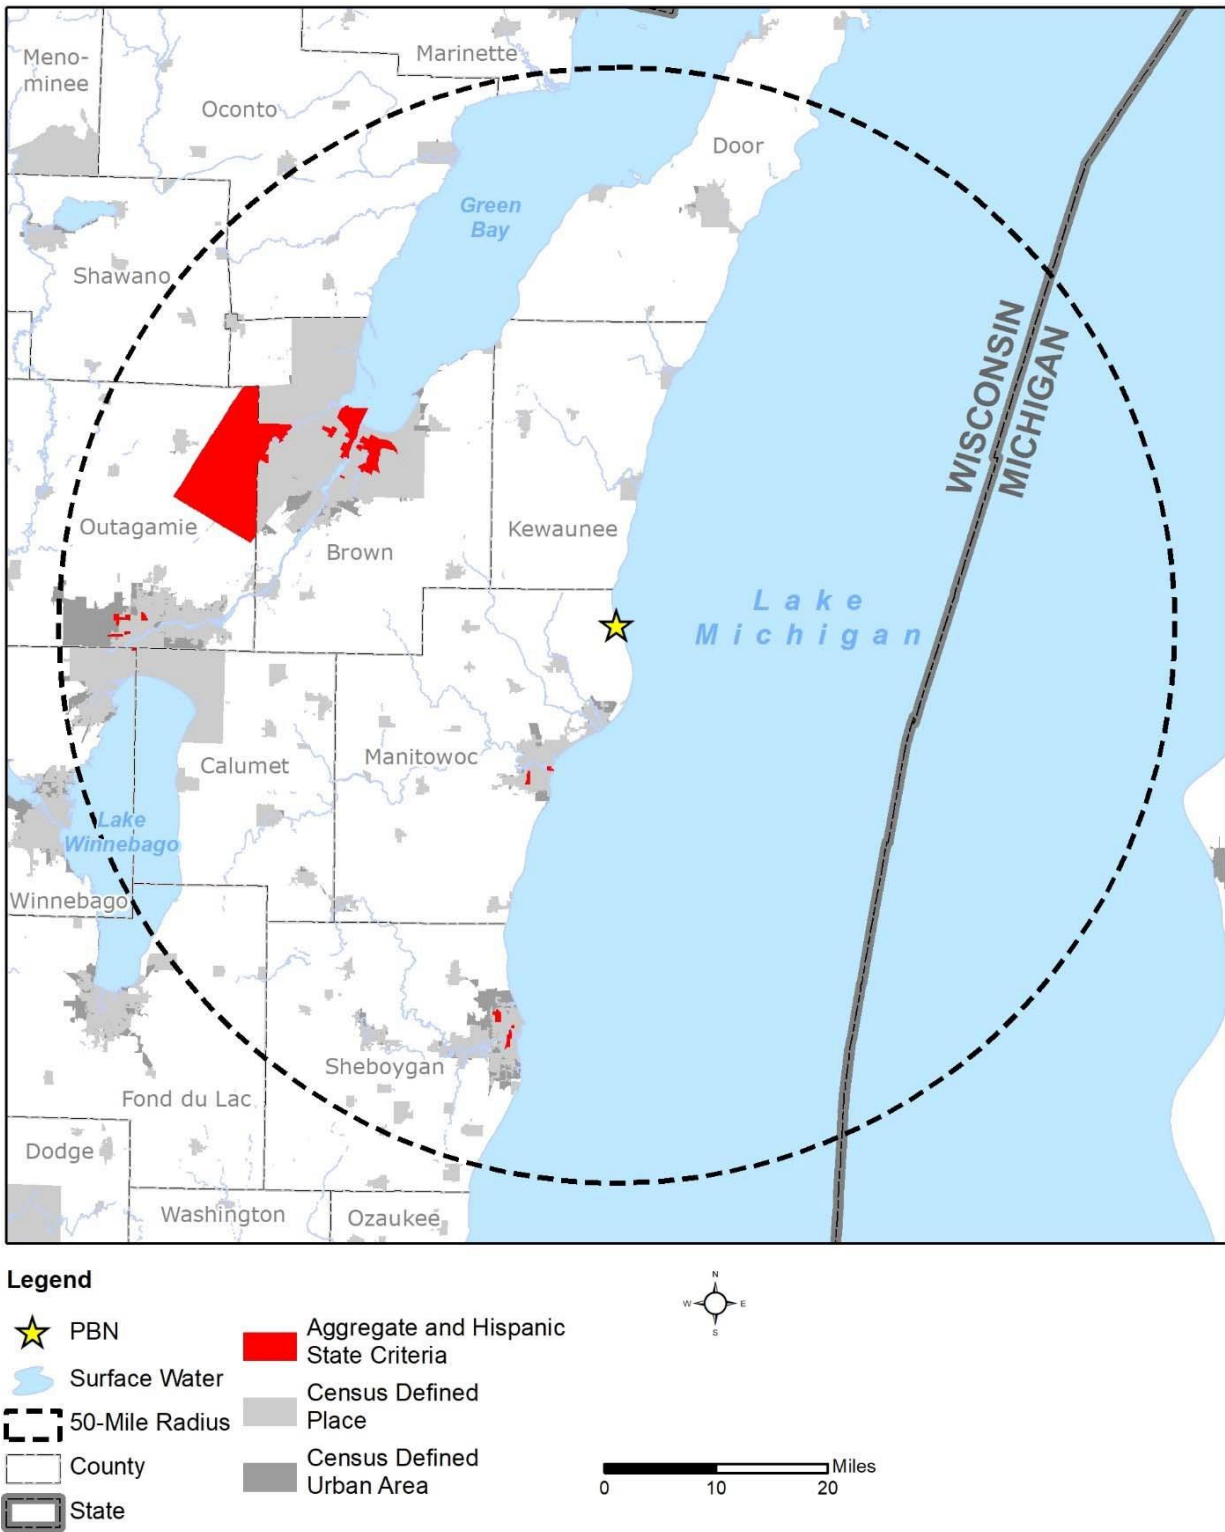 Meno-
minee
Marinette
Oconto
Door
Green
Bay
Shawano
WISCONSIN
MICHIGAN
Outagamie
Kewaunee
Brown
Lake
Michigan
Manitowoc
Calumet
Lake
Winnebago
Winnebago
Sheboygan
Fond du Lac
Dodge
Washington
Ozaukee
Legend
PBN
Surface Water
50-Mile Radius
County
State
Aggregate and Hispanic
State Criteria
Census Defined
Place
Census Defined
Urban Area
N
W
E
S
Miles
0
10
20